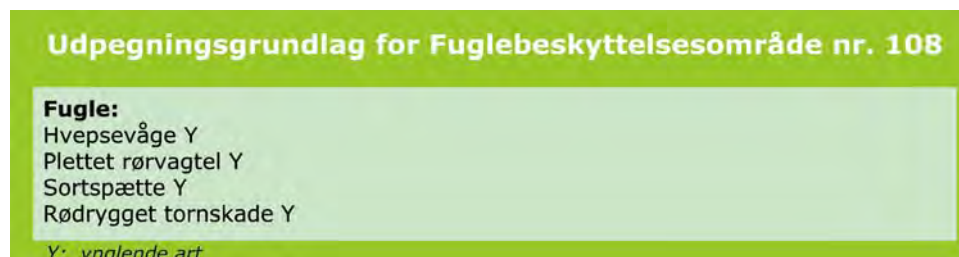 Udpegningsgrundlag for Fuglebeskyttelsesområde nr. 108
Fugle:
Hvepsevåge Y
Plettet rørvagtel Y
Sortspætte Y
Rødrygget tornskade Y
Y: ynglende art